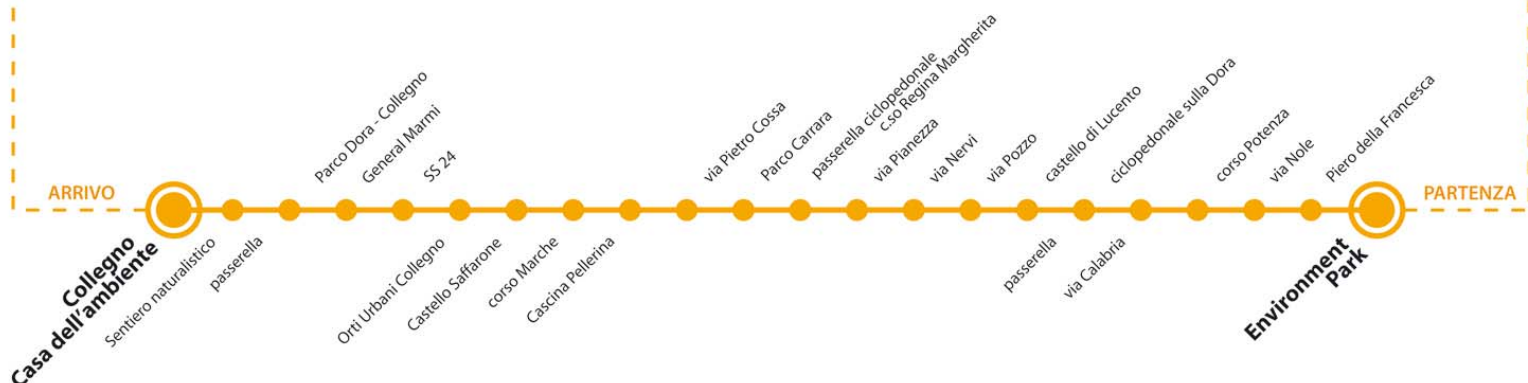 ARRIVO
Collegno
Casa dell'ambiente
Sentiero naturalistico
passerella
Parco Dora - Collegno
General Marmi
SS 24
Orti Urbani Collegno
Castello Saffarone
corso Marche
Cascina Pellerina
via Pietro Cossa
Parco Carrara
passerella ciclopedonale
c.so Regina Margherita
via Pianezza
via Nervi
via Pozzo
castello di Lucento
passerella
ciclopedonale sulla Dora
via Calabria
corso Potenza
via Nole
Piero della Francesca
Environment
Park
PARTENZA